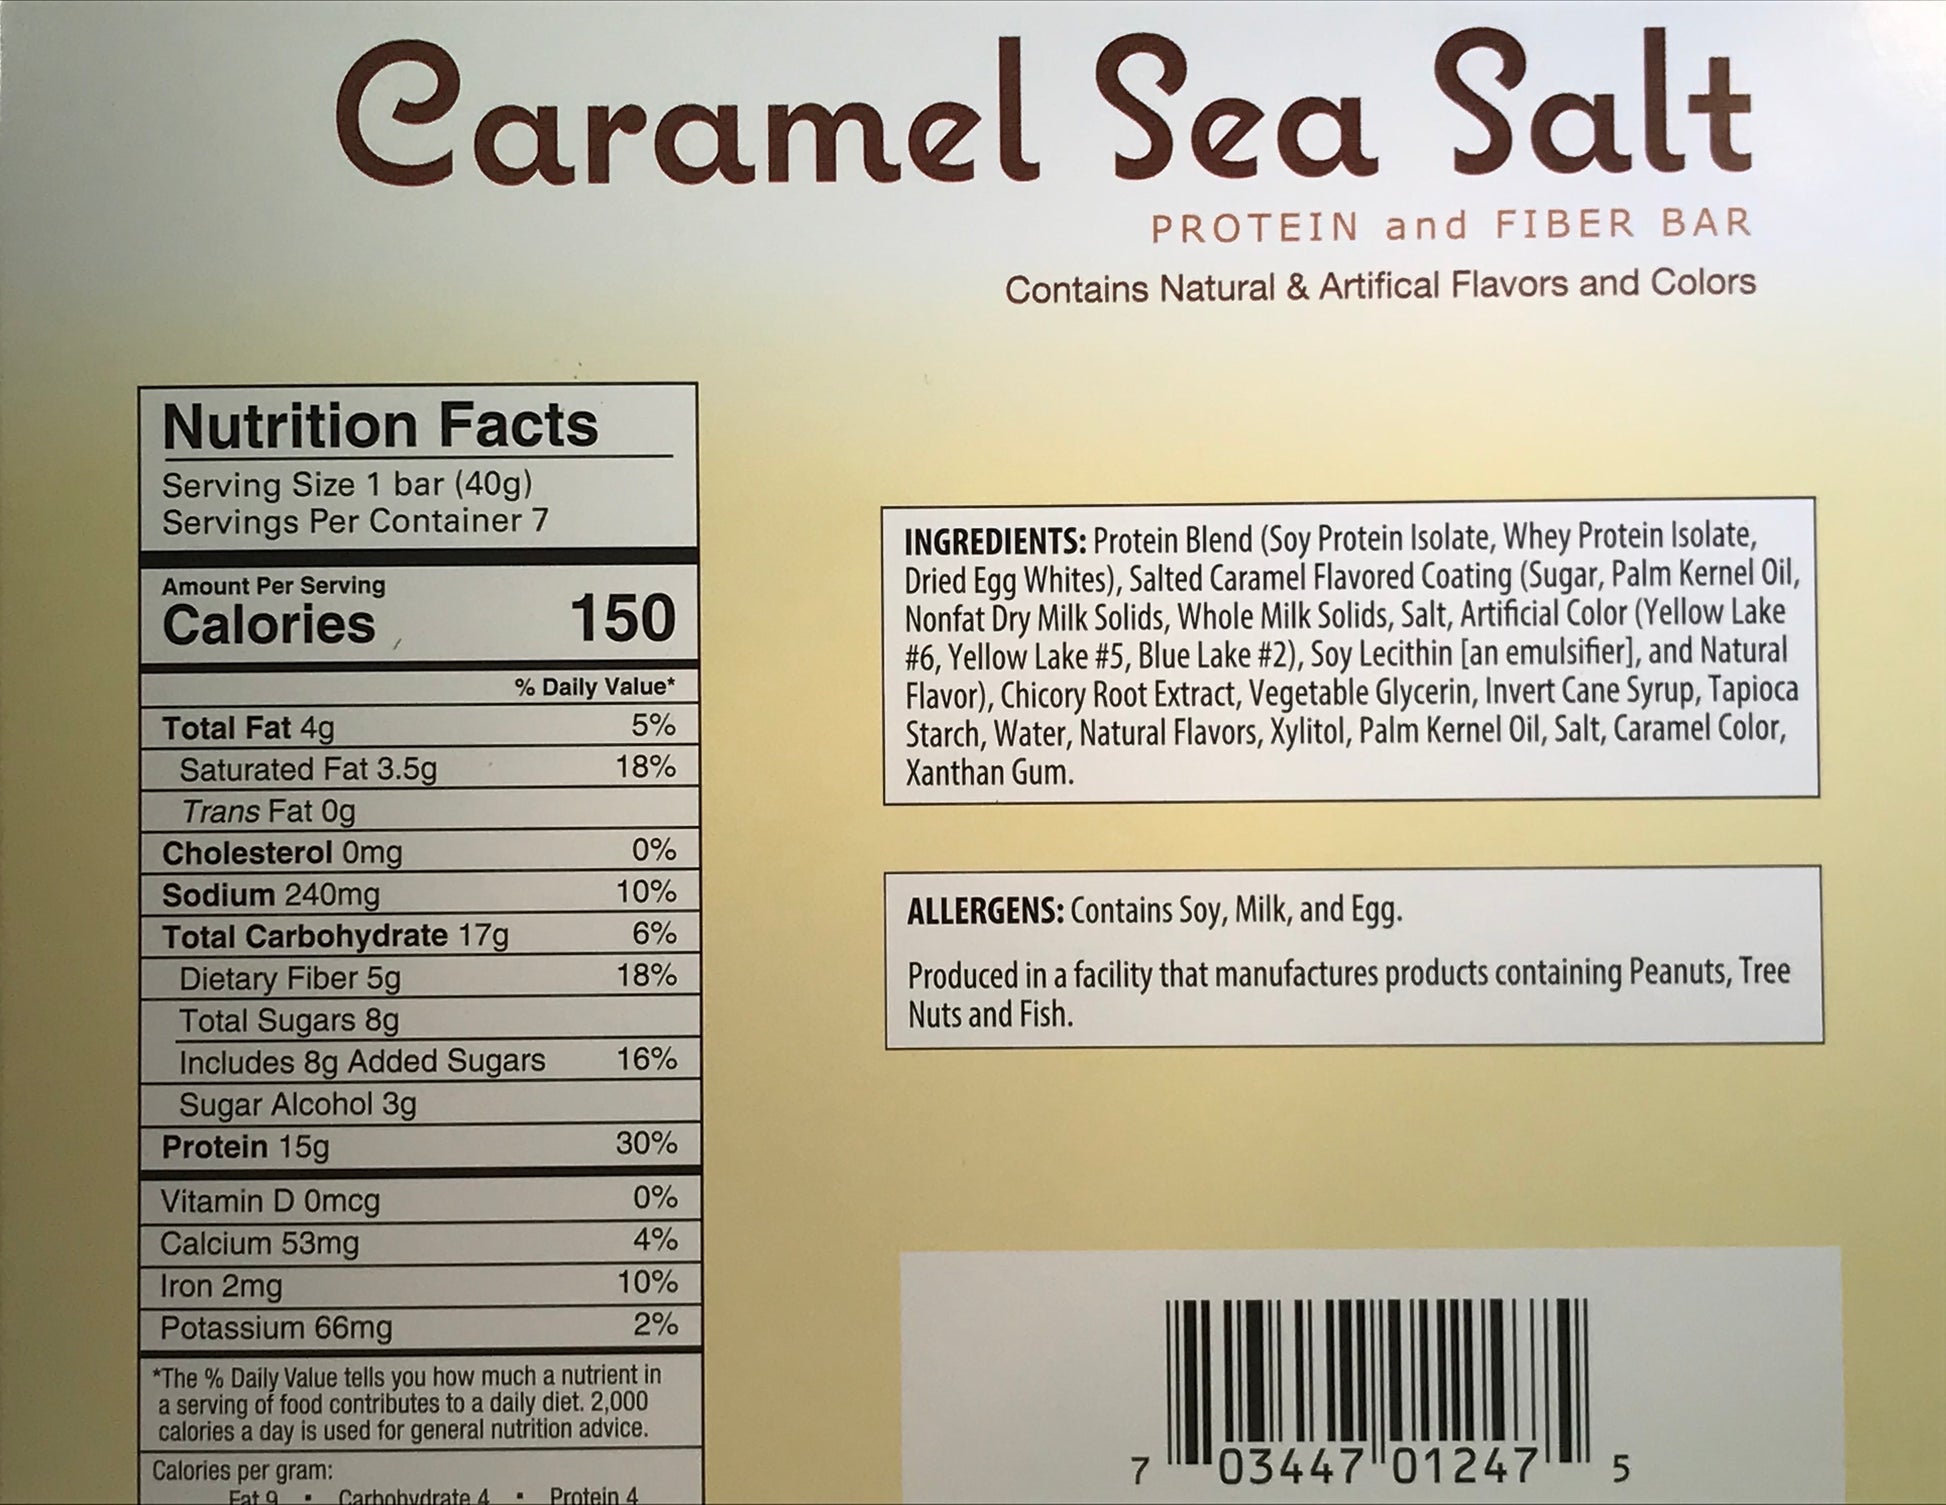 Caramel Sea Salt
PROTEIN and FIBER BAR
Contains Natural & Artifical Flavors and Colors
Nutrition Facts
Serving Size 1 bar (40g)
Servings Per Container 7
Amount Per Serving
Calories 150
% Daily Value*
Total Fat 4g 5%
Saturated Fat 3.5g 18%
Trans Fat 0g
Cholesterol 0mg 0%
Sodium 240mg 10%
Total Carbohydrate 17g 6%
Dietary Fiber 5g 18%
Total Sugars 8g
Includes 8g Added Sugars 16%
Sugar Alcohol 3g
Protein 15g 30%
Vitamin D 0mcg 0%
Calcium 53mg 4%
Iron 2mg 10%
Potassium 66mg 2%
*The % Daily Value tells you how much a nutrient in
a serving of food contributes to a daily diet. 2,000
calories a day is used for general nutrition advice.
Calories per gram:
Fat 9 ▪ Carbohydrate 4 ▪ Protein 4
INGREDIENTS: Protein Blend (Soy Protein Isolate, Whey Protein Isolate,
Dried Egg Whites), Salted Caramel Flavored Coating (Sugar, Palm Kernel Oil,
Nonfat Dry Milk Solids, Whole Milk Solids, Salt, Artificial Color (Yellow Lake
#6, Yellow Lake #5, Blue Lake #2), Soy Lecithin [an emulsifier], and Natural
Flavor), Chicory Root Extract, Vegetable Glycerin, Invert Cane Syrup, Tapioca
Starch, Water, Natural Flavors, Xylitol, Palm Kernel Oil, Salt, Caramel Color,
Xanthan Gum.
ALLERGENS: Contains Soy, Milk, and Egg.
Produced in a facility that manufactures products containing Peanuts, Tree
Nuts and Fish.
7 03447 01247 5